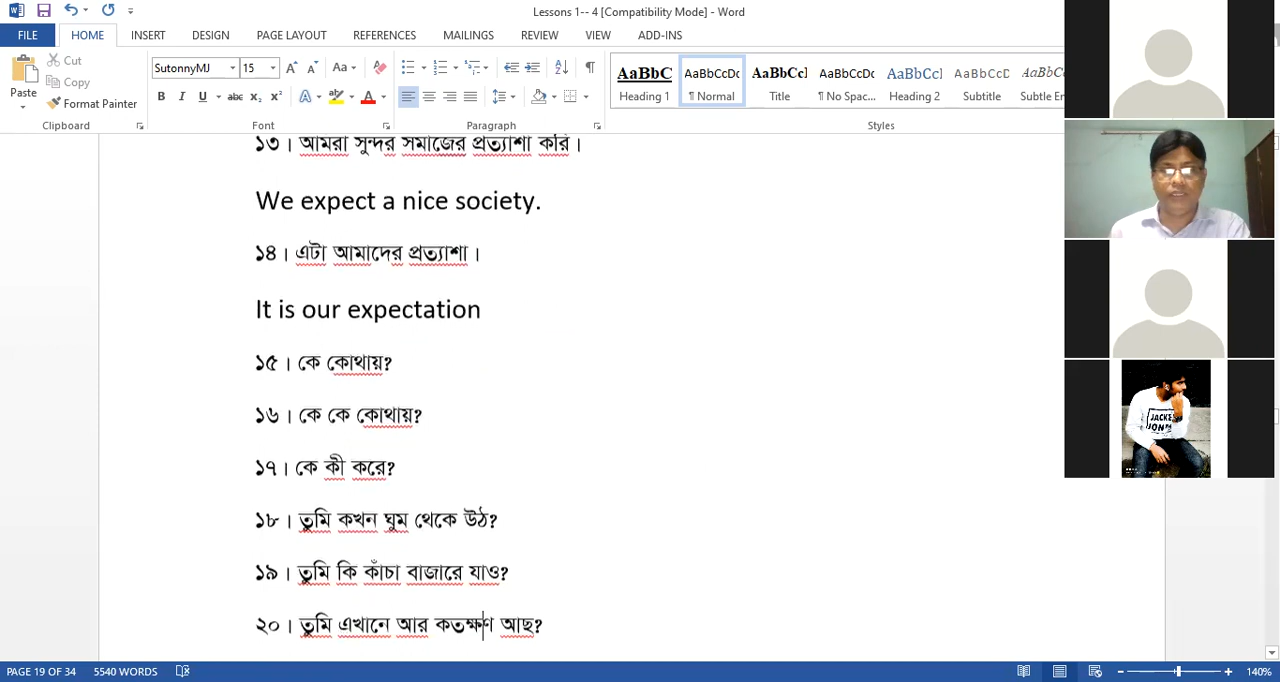 Lessons 1-- 4 [Compatibility Mode] - Word
FILE HOME INSERT DESIGN PAGE LAYOUT REFERENCES MAILINGS REVIEW VIEW ADD-INS
Paste Cut Copy Format Painter
SutonnyMJ 15
AaBbC AaBbCcDc AaBbCcl AaBbCcDc AaBbCcl AaBbCcD AaBbCcL
Heading 1 ¶ Normal Title ¶ No Spac... Heading 2 Subtitle Subtle Em
Clipboard Font Paragraph Styles
১৩। আমরা সুন্দর সমাজের প্রত্যাশা করি।
We expect a nice society.
১৪। এটা আমাদের প্রত্যাশা।
It is our expectation
১৫। কে কোথায়?
১৬। কে কে কোথায়?
১৭। কে কী করে?
১৮। তুমি কখন ঘুম থেকে উঠ?
১৯। তুমি কি কাঁচা বাজারে যাও?
২০। তুমি এখানে আর কতক্ষণ আছ?
JACK
JON
PAGE 19 OF 34 5540 WORDS 140%